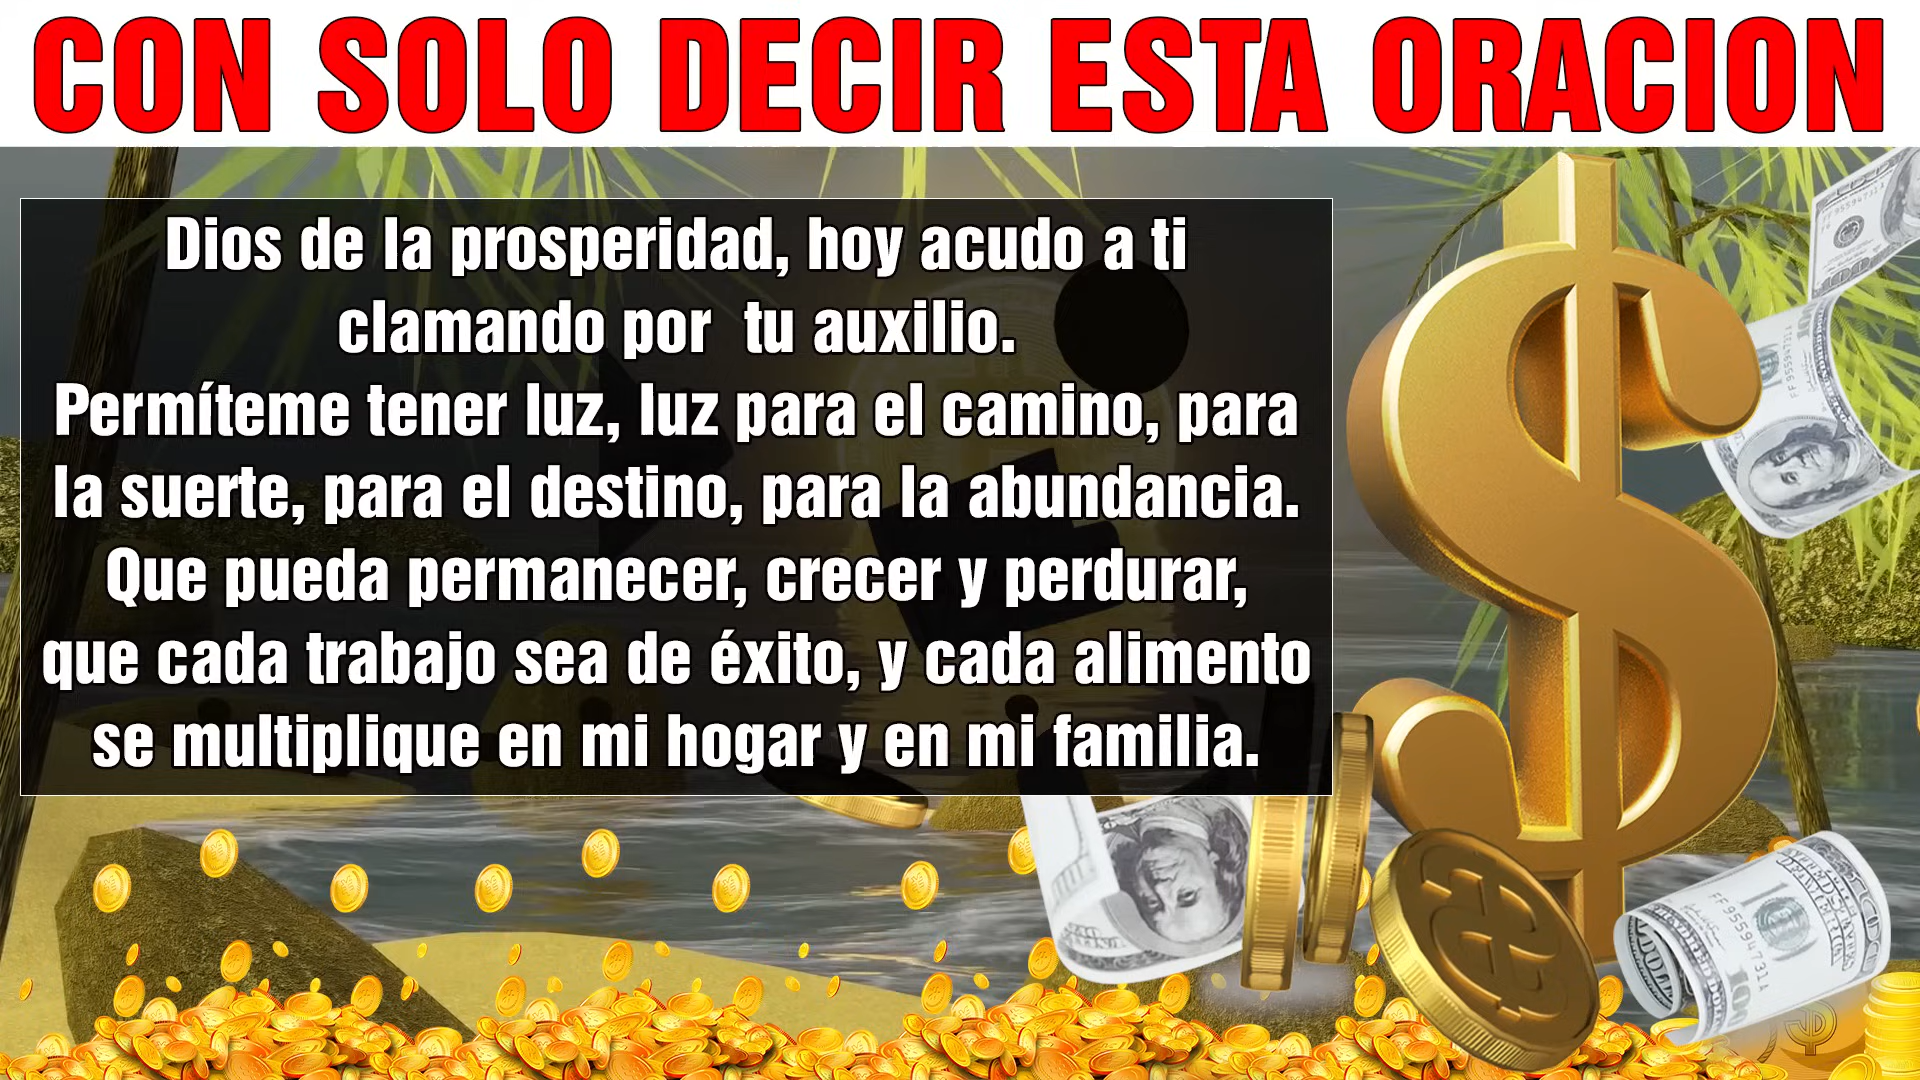 CON SOLO DECIR ESTA ORACION
Dios de la prosperidad, hoy acudo a ti
clamando por tu auxilio.
Permíteme tener luz, luz para el camino, para
la suerte, para el destino, para la abundancia.
Que pueda permanecer, crecer y perdurar,
que cada trabajo sea de éxito, y cada alimento
se multiplique en mi hogar y en mi familia.